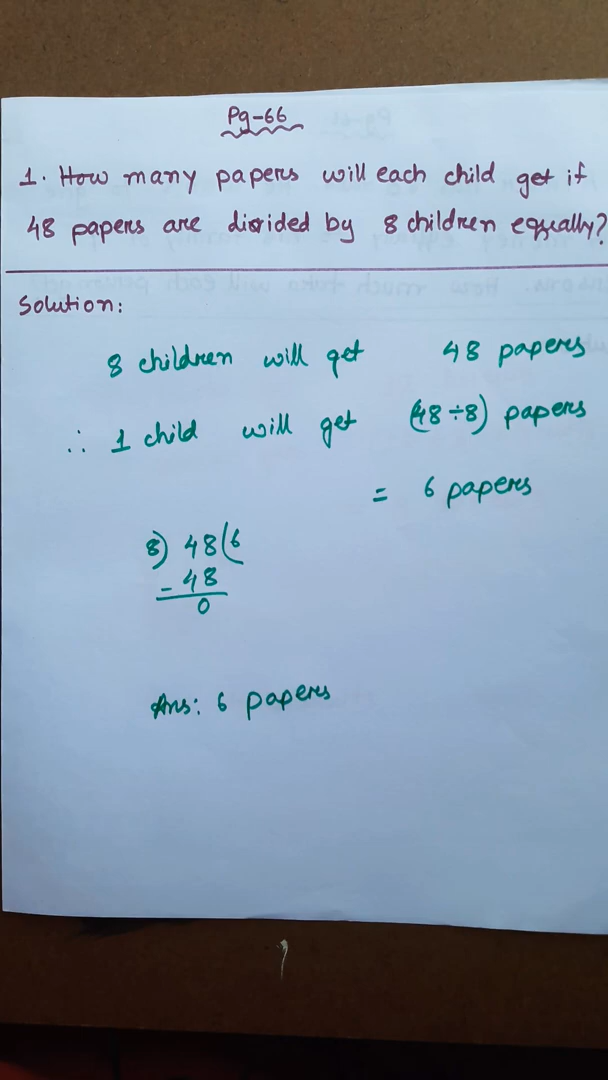 Pg-66
1. How many papers will each child get if
48 papers are divided by 8 children equally?
Solution:
8 children will get 48 papers
∴ 1 child will get (48÷8) papers
= 6 papers
8) 48 (6
- 48
0
Ans: 6 papers